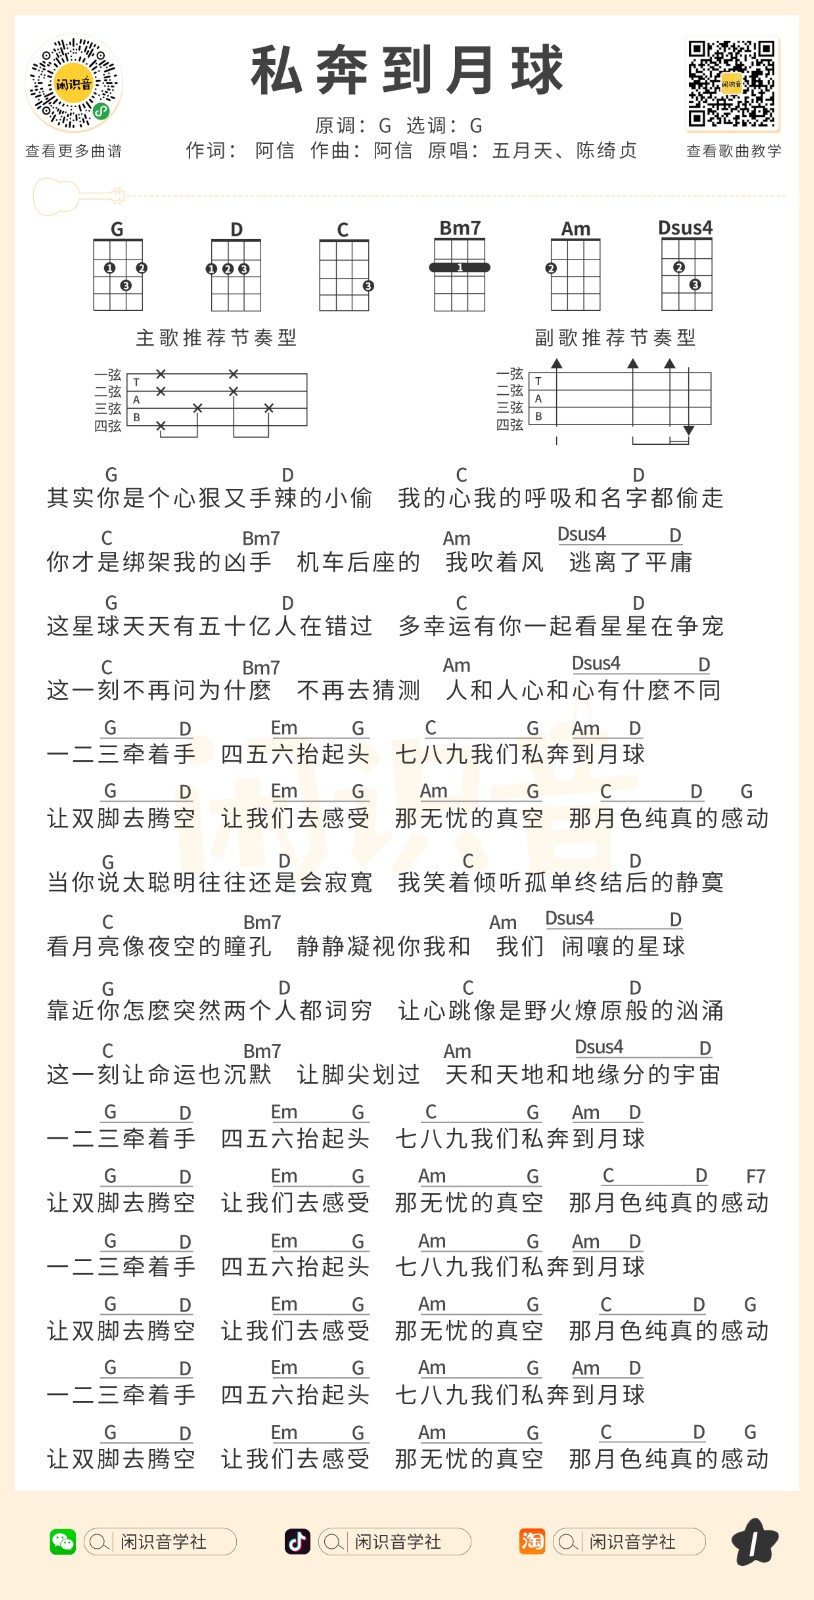 私奔到月球
闲识音
查看更多曲谱
原调：G 选调：G
作词： 阿信 作曲：阿信 原唱：五月天、陈绮贞
闲识音
查看歌曲教学
G D C Bm7 Am Dsus4
1 2 3 1 2 3 3 1 2 2 3
主歌推荐节奏型 副歌推荐节奏型
一弦 T 一弦 T
二弦 A 二弦 A
三弦 B 三弦 B
四弦 四弦
G D C D
其实你是个心狠又手辣的小偷 我的心我的呼吸和名字都偷走
C Bm7 Am Dsus4 D
你才是绑架我的凶手 机车后座的 我吹着风 逃离了平庸
G D C D
这星球天天有五十亿人在错过 多幸运有你一起看星星在争宠
C Bm7 Am Dsus4 D
这一刻不再问为什麼 不再去猜测 人和人心和心有什麼不同
G D Em G C G Am D
一二三牵着手 四五六抬起头 七八九我们私奔到月球
G D Em G Am G C D G
让双脚去腾空 让我们去感受 那无忧的真空 那月色纯真的感动
闲识音
G D C D
当你说太聪明往往还是会寂寬 我笑着倾听孤单终结后的静寞
C Bm7 Am Dsus4 D
看月亮像夜空的瞳孔 静静凝视你我和 我们 闹嚷的星球
G D C D
靠近你怎麽突然两个人都词穷 让心跳像是野火燎原般的汹涌
C Bm7 Am Dsus4 D
这一刻让命运也沉默 让脚尖划过 天和天地和地缘分的宇宙
G D Em G C G Am D
一二三牵着手 四五六抬起头 七八九我们私奔到月球
G D Em G Am G C D F7
让双脚去腾空 让我们去感受 那无忧的真空 那月色纯真的感动
G D Em G Am G Am D
一二三牵着手 四五六抬起头 七八九我们私奔到月球
G D Em G Am G C D G
让双脚去腾空 让我们去感受 那无忧的真空 那月色纯真的感动
G D Em G Am G Am D
一二三牵着手 四五六抬起头 七八九我们私奔到月球
G D Em G Am G C D G
让双脚去腾空 让我们去感受 那无忧的真空 那月色纯真的感动
闲识音学社 闲识音学社 淘 闲识音学社 1